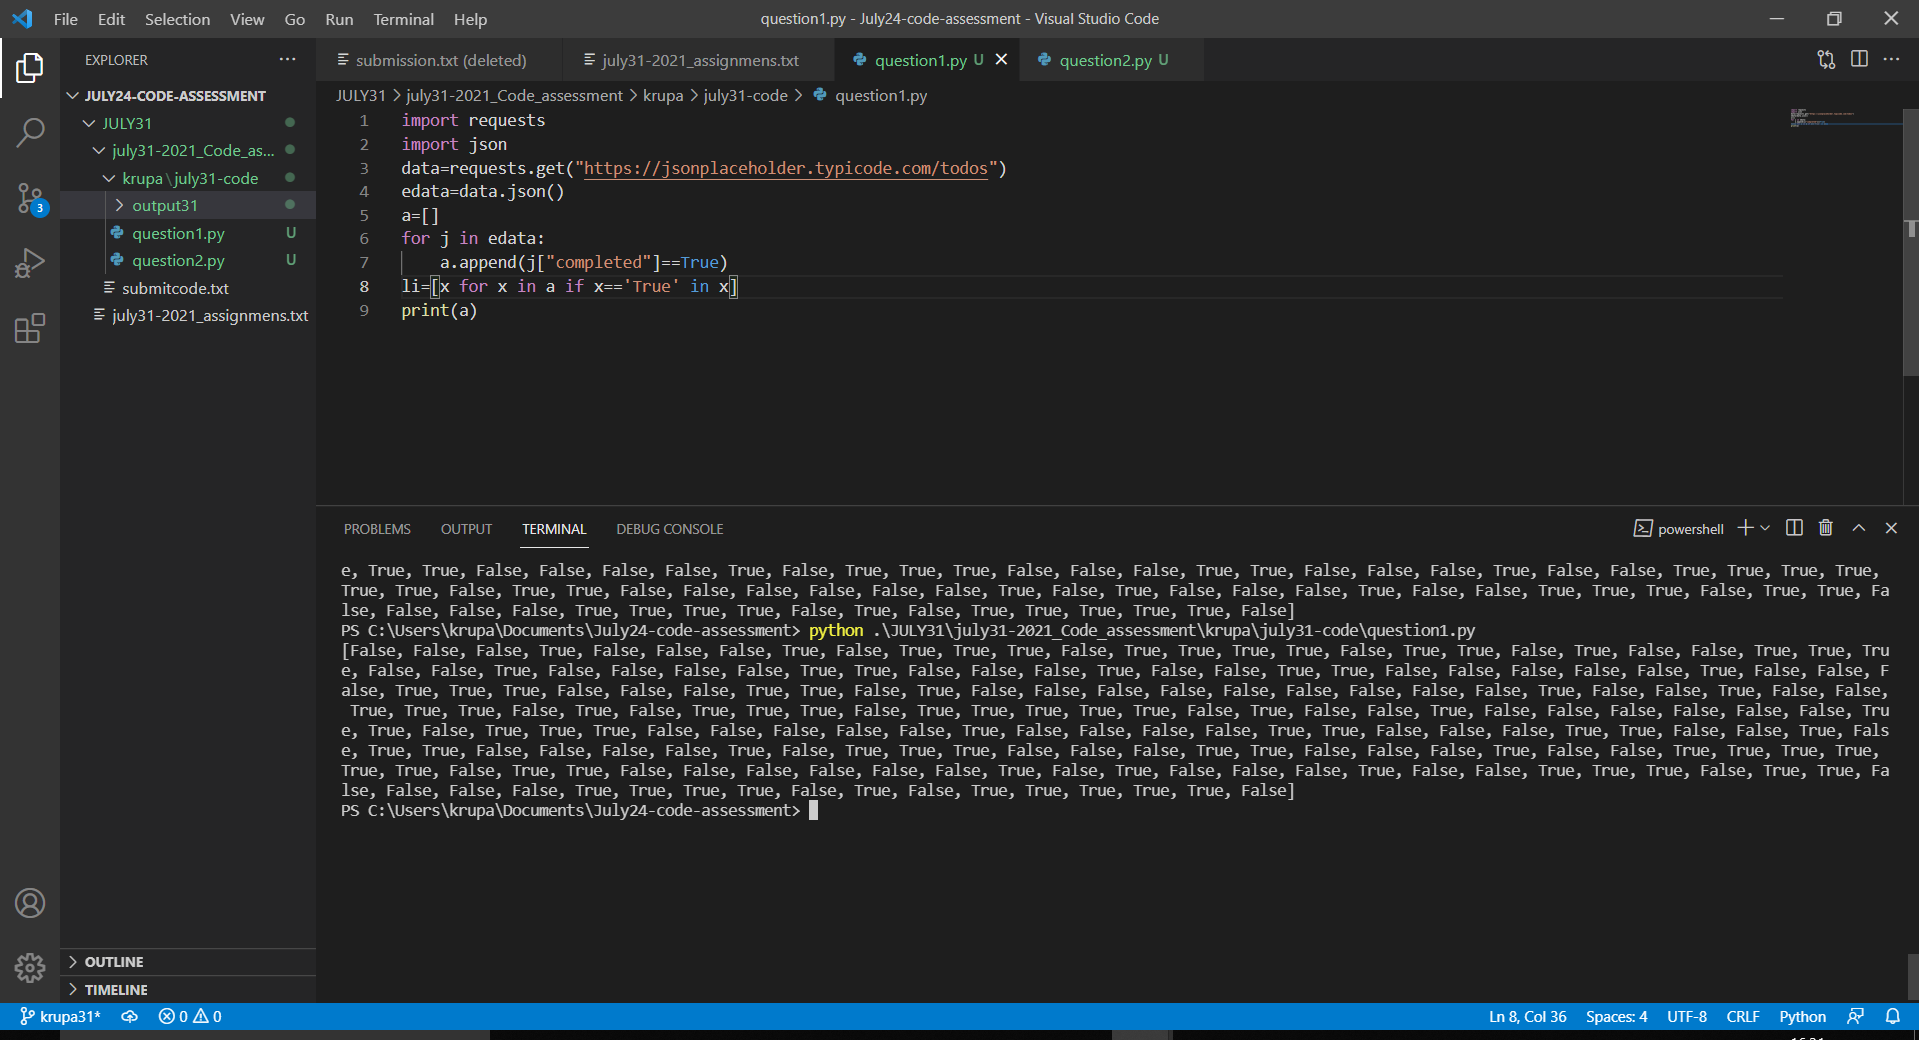 File Edit Selection View Go Run Terminal Help
question1.py - July24-code-assessment - Visual Studio Code
EXPLORER
JULY24-CODE-ASSESSMENT
JULY31
july31-2021_Code_as...
krupa\july31-code
output31
question1.py U
question2.py U
submitcode.txt
july31-2021_assignmens.txt
OUTLINE
TIMELINE
3
submission.txt (deleted) july31-2021_assignmens.txt question1.py U question2.py U
JULY31 > july31-2021_Code_assessment > krupa > july31-code > question1.py
1 import requests
2 import json
3 data=requests.get("https://jsonplaceholder.typicode.com/todos")
4 edata=data.json()
5 a=[]
6 for j in edata:
7 a.append(j["completed"]==True)
8 li=[x for x in a if x=='True' in x]
9 print(a)
PROBLEMS OUTPUT TERMINAL DEBUG CONSOLE
powershell
e, True, True, False, False, False, False, True, False, True, True, True, False, False, False, True, True, False, False, False, True, False, False, True, True, True, True,
True, True, False, True, True, False, False, False, False, False, False, True, False, True, False, False, False, True, False, False, True, True, True, False, True, True, Fa
lse, False, False, False, True, True, True, True, False, True, False, True, True, True, True, True, False]
PS C:\Users\krupa\Documents\July24-code-assessment> python .\JULY31\july31-2021_Code_assessment\krupa\july31-code\question1.py
[False, False, False, True, False, False, False, True, False, True, True, True, False, True, True, True, True, False, True, True, False, True, False, False, True, True, Tru
e, False, False, True, False, False, False, False, True, True, False, False, False, True, False, False, True, True, False, False, False, False, False, True, False, False, F
alse, True, True, True, False, False, False, True, True, False, True, False, False, False, False, False, False, False, False, False, True, False, False, True, False, False,
True, True, True, False, True, False, True, True, True, False, True, True, True, True, True, False, True, False, False, True, False, False, False, False, False, False, Tru
e, True, False, True, True, True, False, False, False, False, False, True, False, False, False, False, True, True, False, False, False, True, True, False, False, True, Fals
e, True, True, False, False, False, False, True, False, True, True, True, False, False, False, True, True, False, False, False, True, False, False, True, True, True, True,
True, True, False, True, True, False, False, False, False, False, False, True, False, True, False, False, False, True, False, False, True, True, True, False, True, True, Fa
lse, False, False, False, True, True, True, True, False, True, False, True, True, True, True, True, False]
PS C:\Users\krupa\Documents\July24-code-assessment>
krupa31* 0 0 Ln 8, Col 36 Spaces: 4 UTF-8 CRLF Python